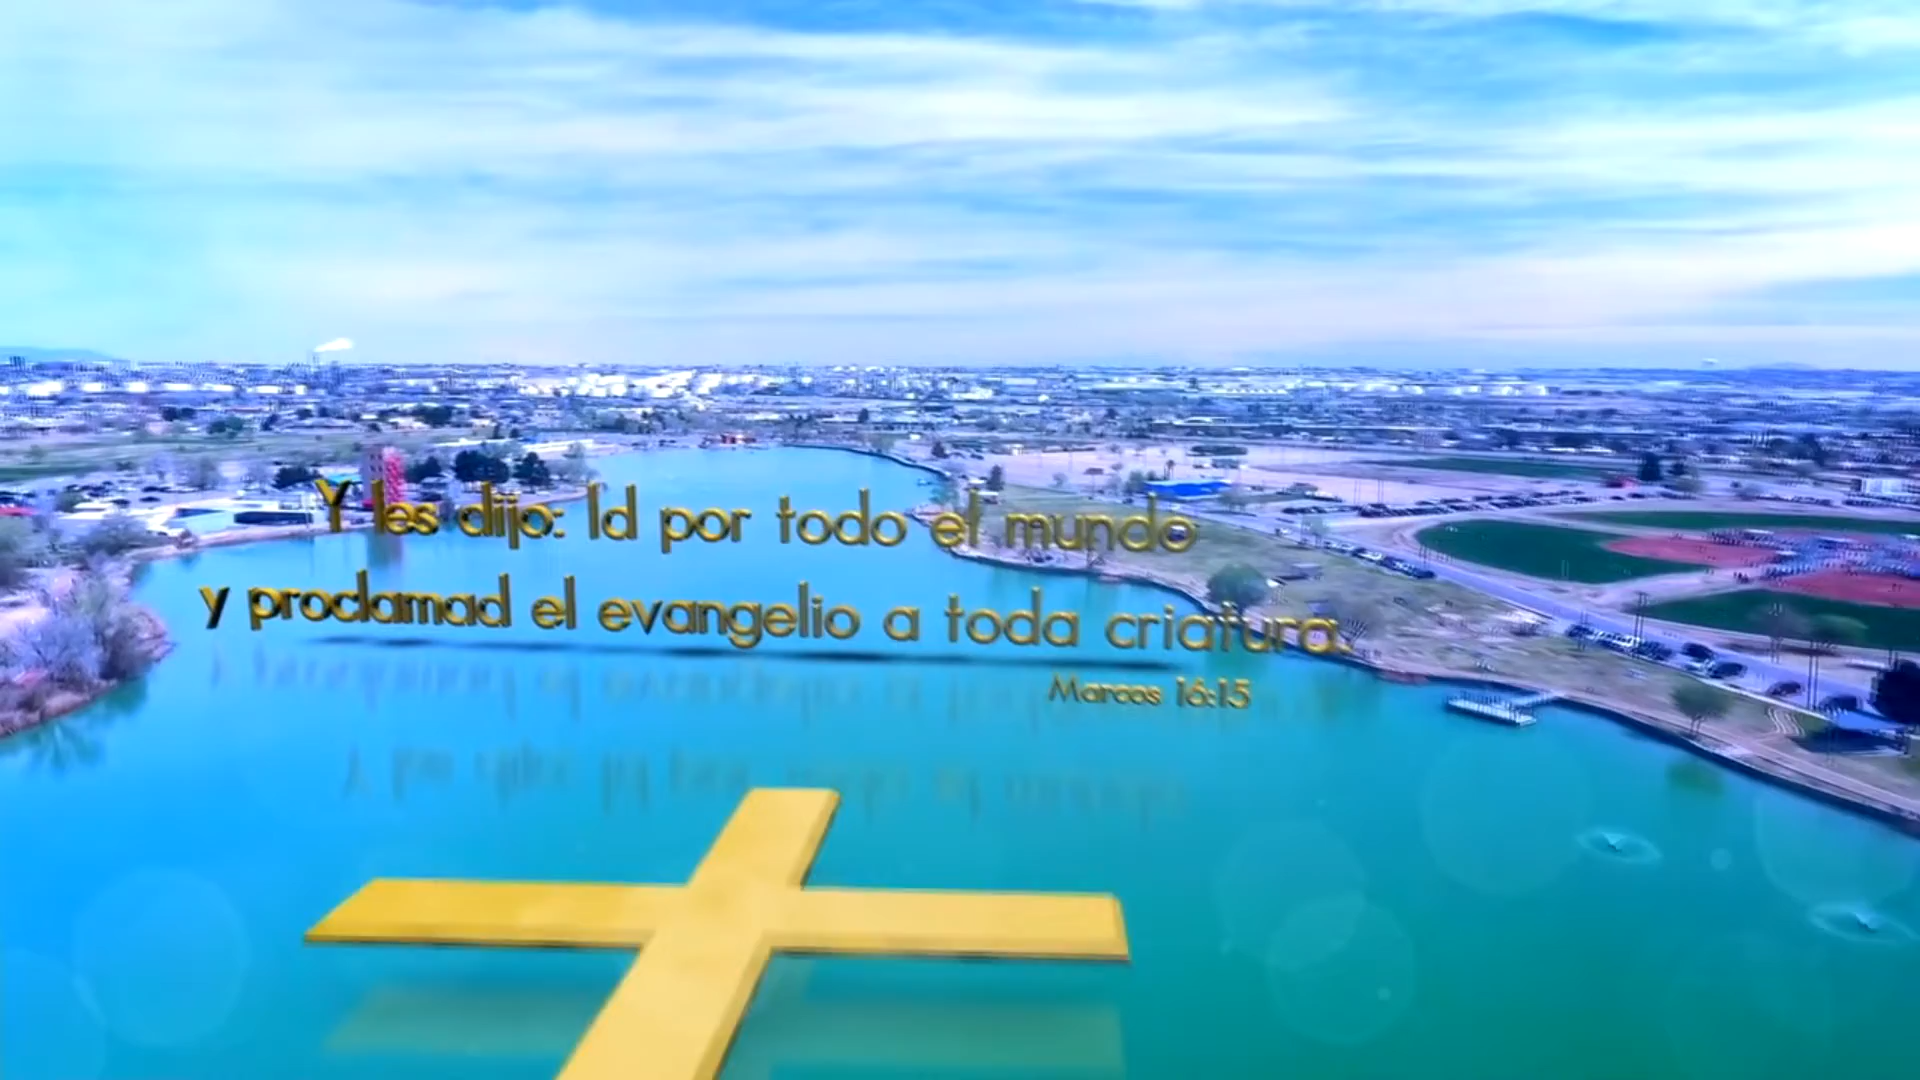 Y les dijo: Id por todo el mundo
y proclamad el evangelio a toda criatura.
Marcos 16:15